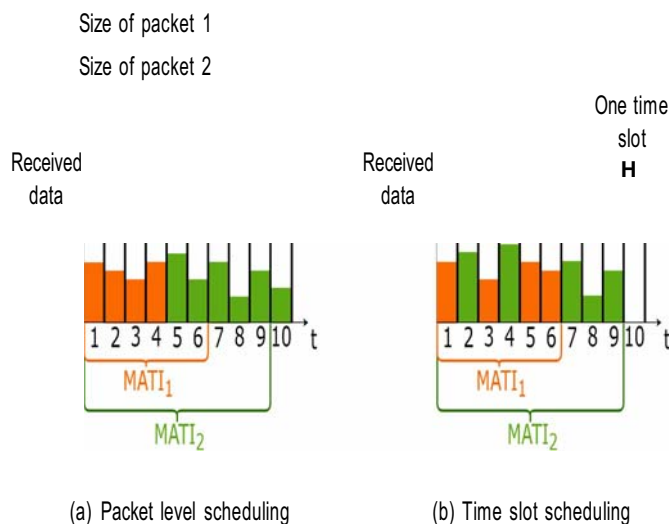 Size of packet 1
Size of packet 2
One time
slot
H
Received
data
Received
data
1 2 3 4 5 6 7 8 9 10 t
MATI1
MATI2
1 2 3 4 5 6 7 8 9 10 t
MATI1
MATI2
(a) Packet level scheduling
(b) Time slot scheduling